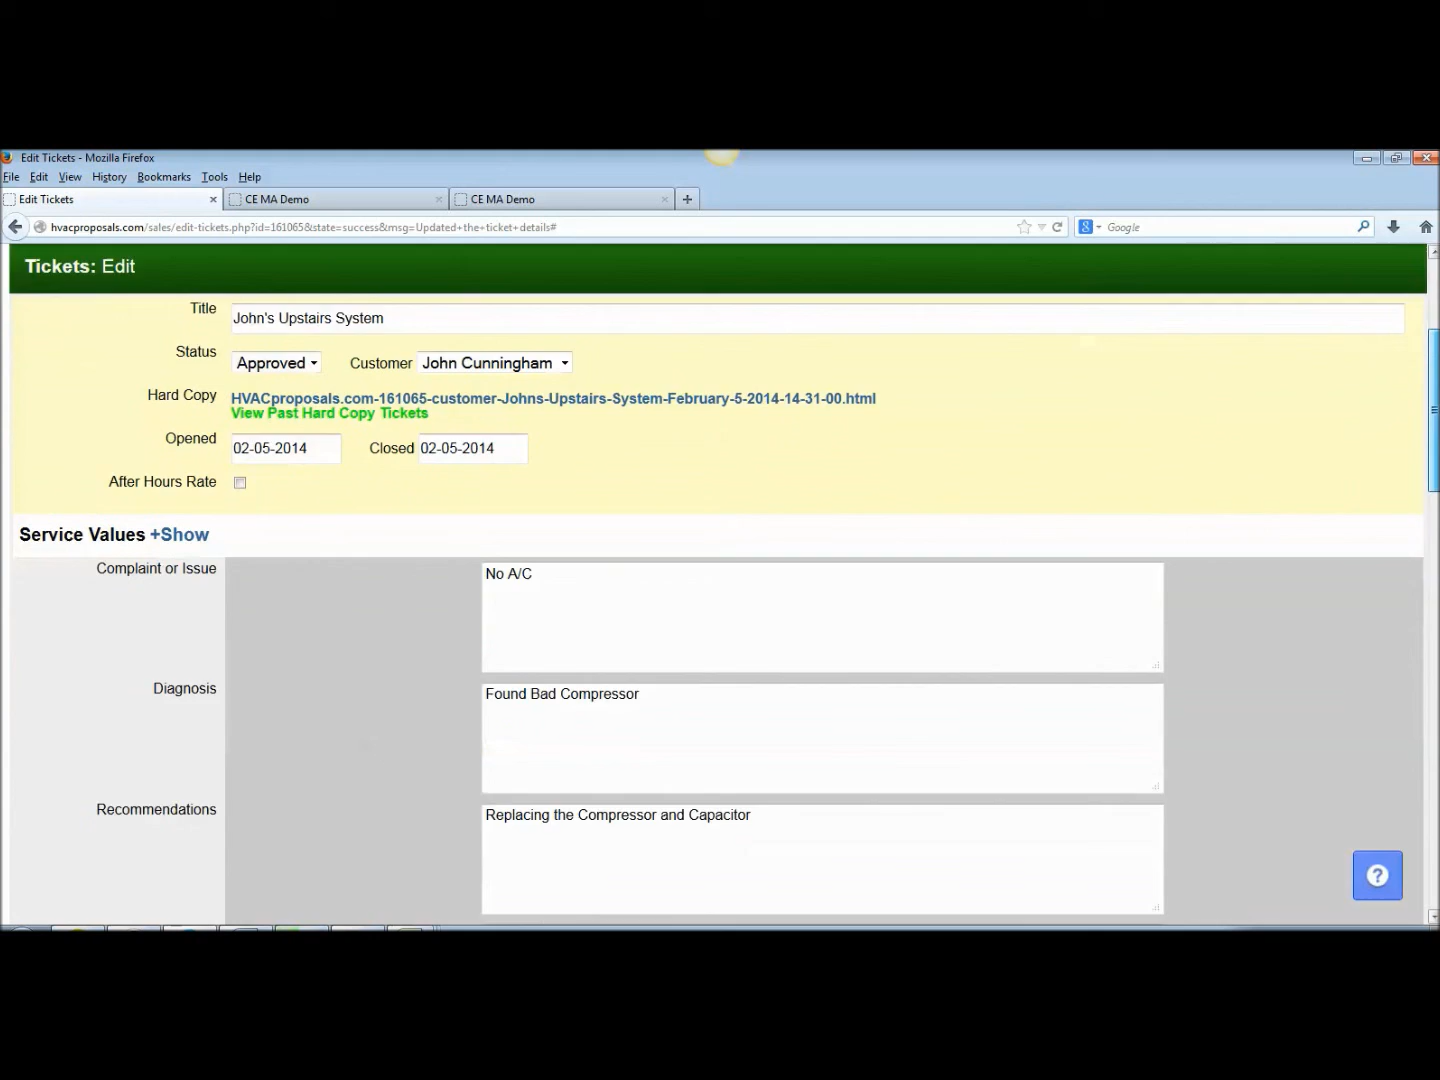 Edit Tickets - Mozilla Firefox
File Edit View History Bookmarks Tools Help
Edit Tickets CE MA Demo CE MA Demo
hvacproposals.com/sales/edit-tickets.php?id=161065&state=success&msg=Updated+the+ticket+details# Google
Tickets: Edit
Title John's Upstairs System
Status Approved Customer John Cunningham
Hard Copy HVACproposals.com-161065-customer-Johns-Upstairs-System-February-5-2014-14-31-00.html
View Past Hard Copy Tickets
Opened 02-05-2014 Closed 02-05-2014
After Hours Rate
Service Values +Show
Complaint or Issue No A/C
Diagnosis Found Bad Compressor
Recommendations Replacing the Compressor and Capacitor
?